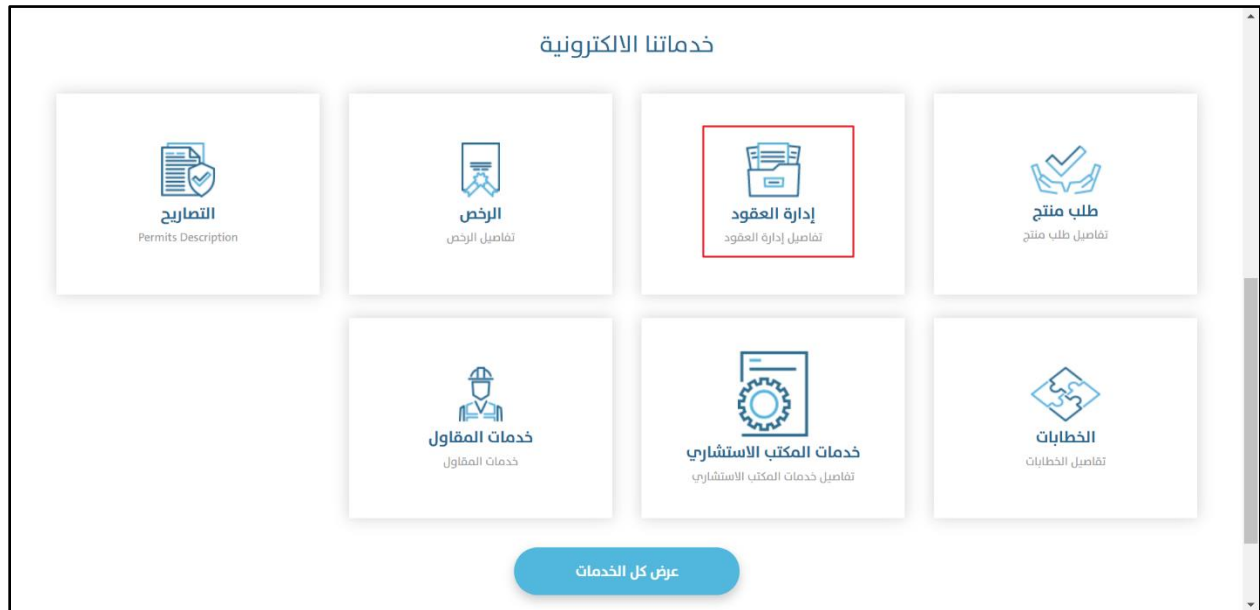 خدماتنا الالكترونية
طلب منتج
تفاصيل طلب منتج
إدارة العقود
تفاصيل إدارة العقود
الرخص
تفاصيل الرخص
التصاريح
Permits Description
الخطابات
تفاصيل الخطابات
خدمات المكتب الاستشاري
تفاصيل خدمات المكتب الاستشاري
خدمات المقاول
خدمات المقاول
عرض كل الخدمات